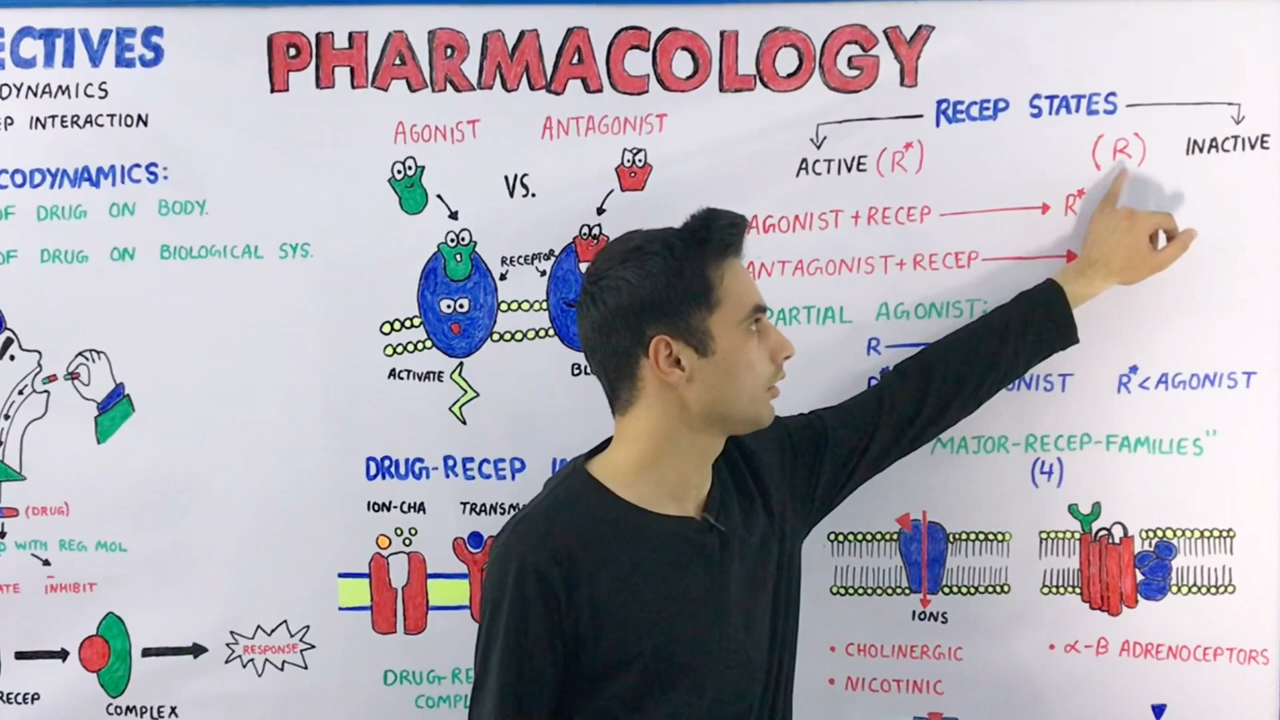 ECTIVES
DYNAMICS
EP INTERACTION
CODYNAMICS:
OF DRUG ON BODY.
OF DRUG ON BIOLOGICAL SYS.
(DRUG)
WITH REG MOL
INHIBIT
RECEP
COMPLEX
RESPONSE
PHARMACOLOGY
AGONIST
ANTAGONIST
VS.
RECEPTOR
ACTIVATE
DRUG-RECEP
ION-CHA
DRUG-RE
COMPL
RECEP STATES
ACTIVE (R*)
(R) INACTIVE
AGONIST + RECEP → R*
ANTAGONIST + RECEP →
PARTIAL AGONIST:
R
R* < AGONIST
MAJOR-RECEP-FAMILIES"
(4)
IONS
• CHOLINERGIC
• NICOTINIC
• α-β ADRENOCEPTORS